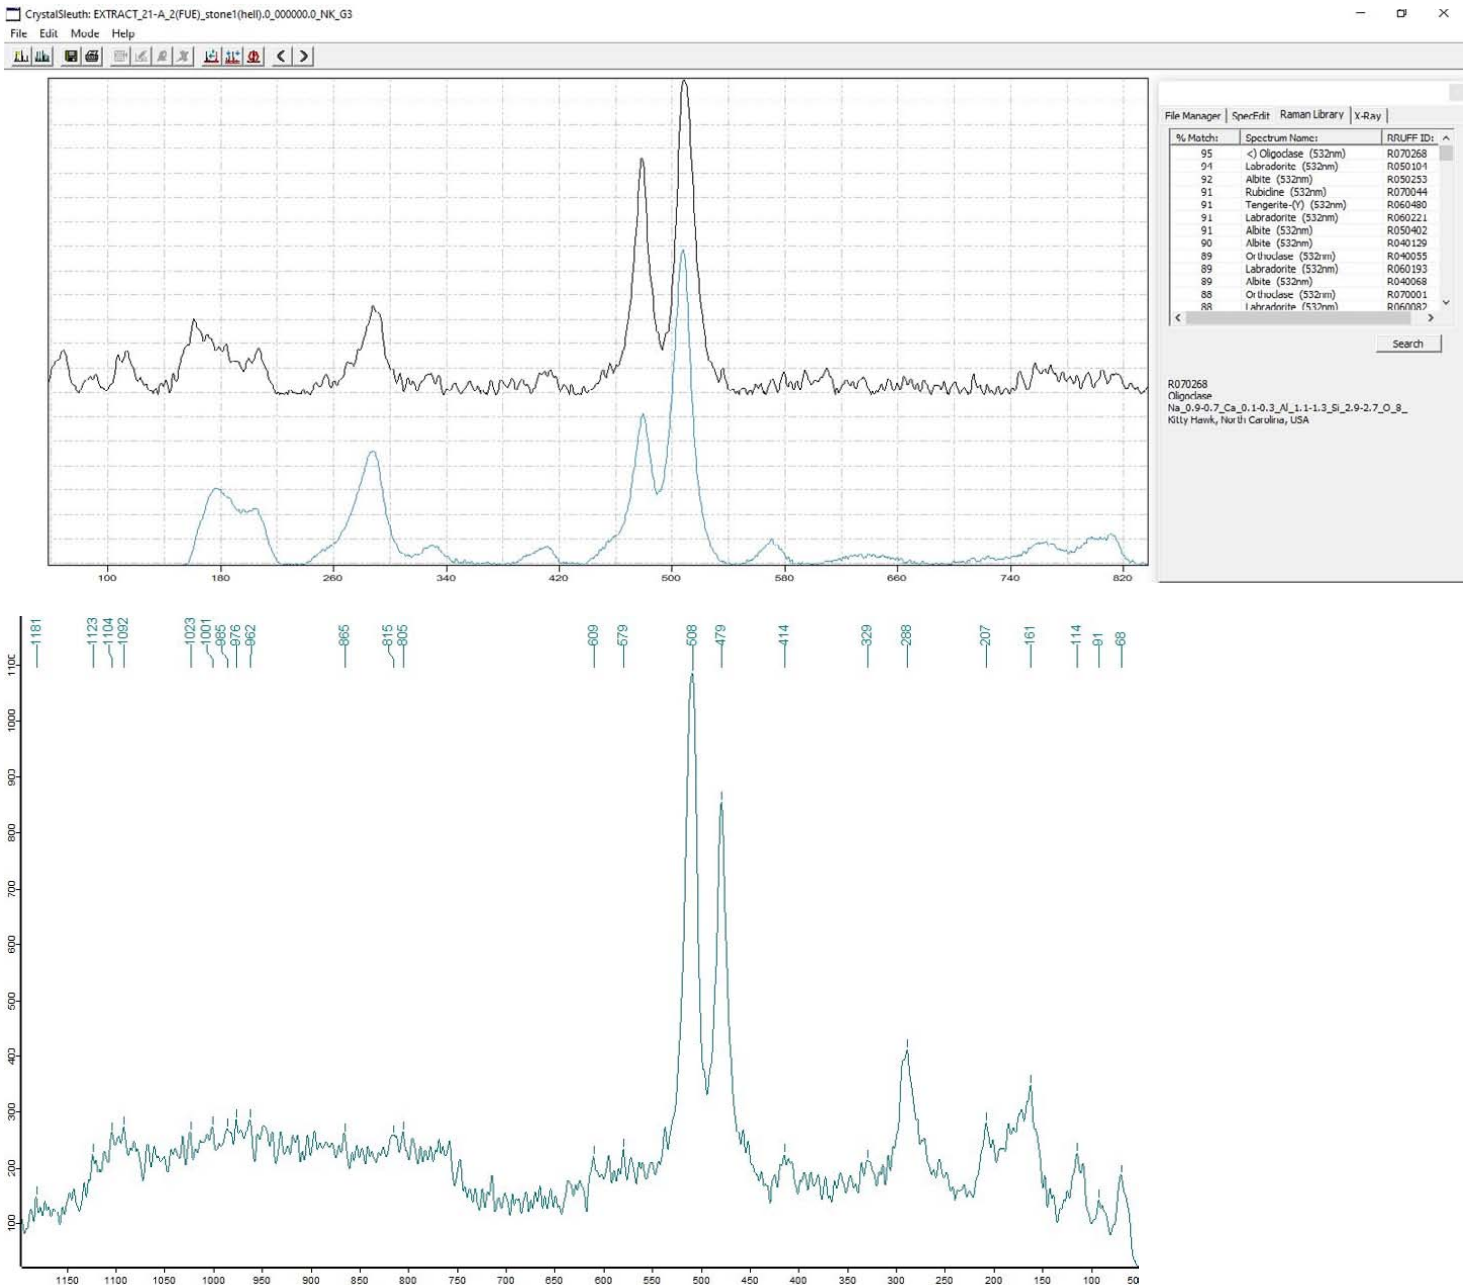 CrystalSleuth: EXTRACT_21-A_2(FUE)_stone1(hell).0_000000.0_NK_G3
File Edit Mode Help
File Manager SpecEdit Raman Library X-Ray
% Match: Spectrum Name: RRUFF ID:
95 <) Oligoclase (532nm) R070268
94 Labradorite (532nm) R050104
92 Albite (532nm) R050253
91 Rubicline (532nm) R070044
91 Tengerite-(Y) (532nm) R060480
91 Labradorite (532nm) R060221
91 Albite (532nm) R050402
90 Albite (532nm) R040129
89 Orthoclase (532nm) R040055
89 Labradorite (532nm) R060193
89 Albite (532nm) R040068
88 Orthoclase (532nm) R070001
88 Labradorite (532nm) R060082
Search
R070268
Oligoclase
Na_0.9-0.7_Ca_0.1-0.3_Al_1.1-1.3_Si_2.9-2.7_O_8_
Kitty Hawk, North Carolina, USA
100 180 260 340 420 500 580 660 740 820
1181 1123 1104 1092 1023 1001 985 976 962 865 815 805 609 579 508 479 414 329 288 207 161 114 91 68
1100
1000
900
800
700
600
500
400
300
200
100
1150 1100 1050 1000 950 900 850 800 750 700 650 600 550 500 450 400 350 300 250 200 150 100 50